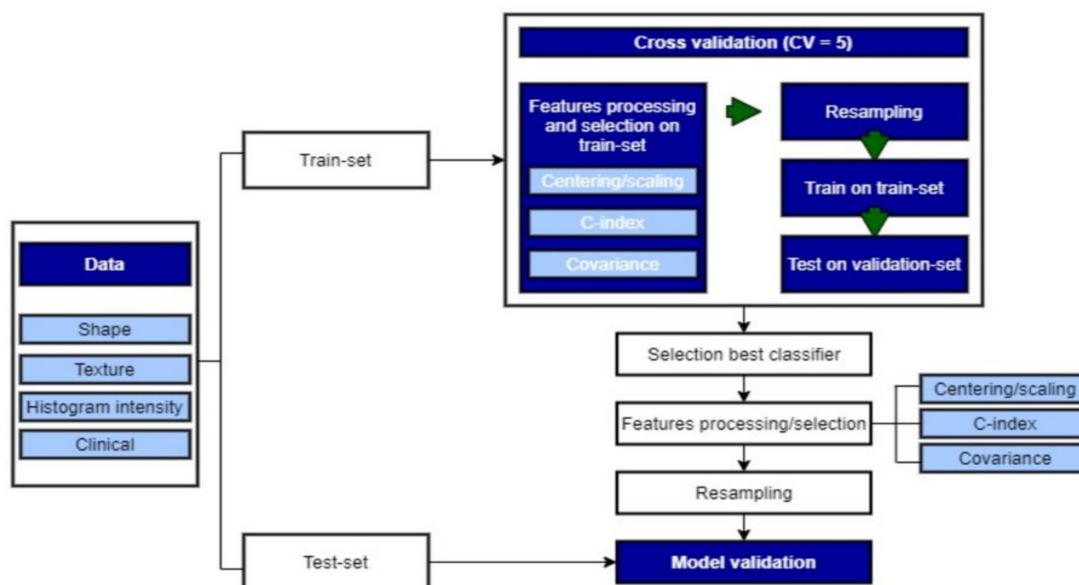 Cross validation (CV = 5)
Features processing
and selection on
train-set
Centering/scaling
C-index
Covariance
Resampling
Train on train-set
Test on validation-set
Train-set
Data
Shape
Texture
Histogram intensity
Clinical
Selection best classifier
Features processing/selection
Centering/scaling
C-index
Covariance
Resampling
Test-set
Model validation